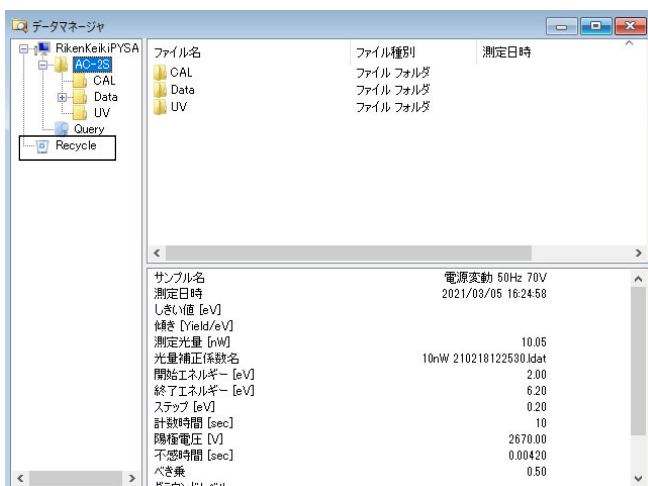 データマネージャ
RikenKeikiPYSA
AC-2S
CAL
Data
UV
Query
Recycle
ファイル名 ファイル種別 測定日時
CAL ファイル フォルダ
Data ファイル フォルダ
UV ファイル フォルダ
サンプル名 電源変動 50Hz 70V
測定日時 2021/03/05 16:24:58
しきい値 [eV]
傾き [Yield/eV]
測定光量 [nW] 10.05
光量補正係数名 10nW 210218122530.ldat
開始エネルギー [eV] 2.00
終了エネルギー [eV] 6.20
ステップ [eV] 0.20
計数時間 [sec] 10
陽極電圧 [V] 2670.00
不感時間 [sec] 0.00420
べき乗 0.50